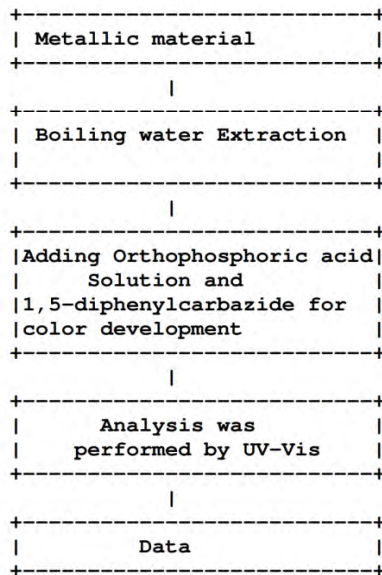 Metallic material
Boiling water Extraction
Adding Orthophosphoric acid
Solution and
1,5-diphenylcarbazide for
color development
Analysis was
performed by UV-Vis
Data